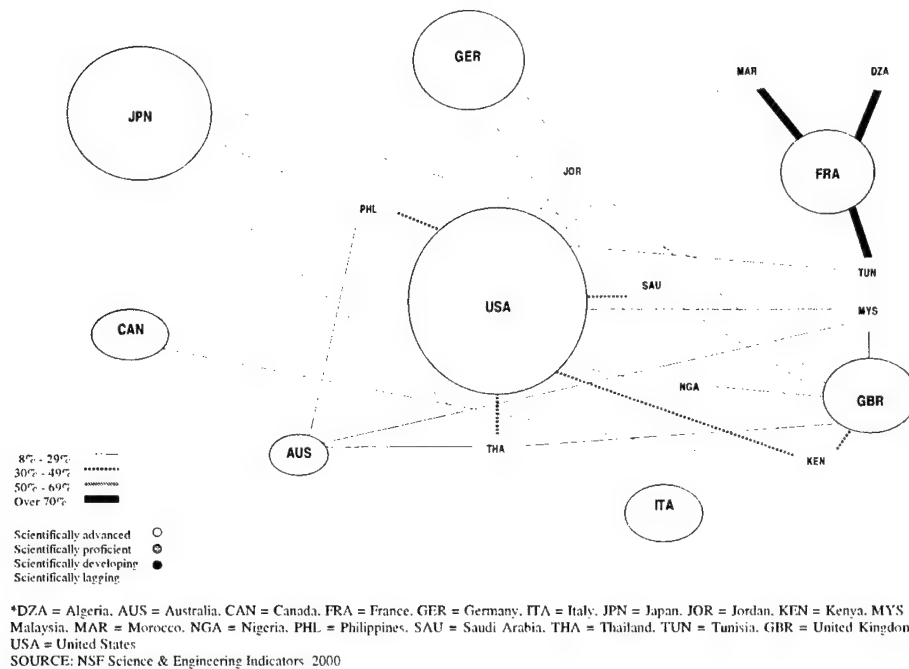 GER
MAR DZA
JPN
JOR FRA
PHL
TUN
SAU
USA MYS
CAN
NGA GBR
AUS THA
KEN
8% - 29%
30% - 49%
50% - 69%
Over 70%
ITA
Scientifically advanced
Scientifically proficient
Scientifically developing
Scientifically lagging
*DZA = Algeria. AUS = Australia. CAN = Canada. FRA = France. GER = Germany. ITA = Italy. JPN = Japan. JOR = Jordan. KEN = Kenya. MYS
Malaysia. MAR = Morocco. NGA = Nigeria. PHL = Philippines. SAU = Saudi Arabia. THA = Thailand. TUN = Tunisia. GBR = United Kingdom
USA = United States
SOURCE: NSF Science & Engineering Indicators 2000